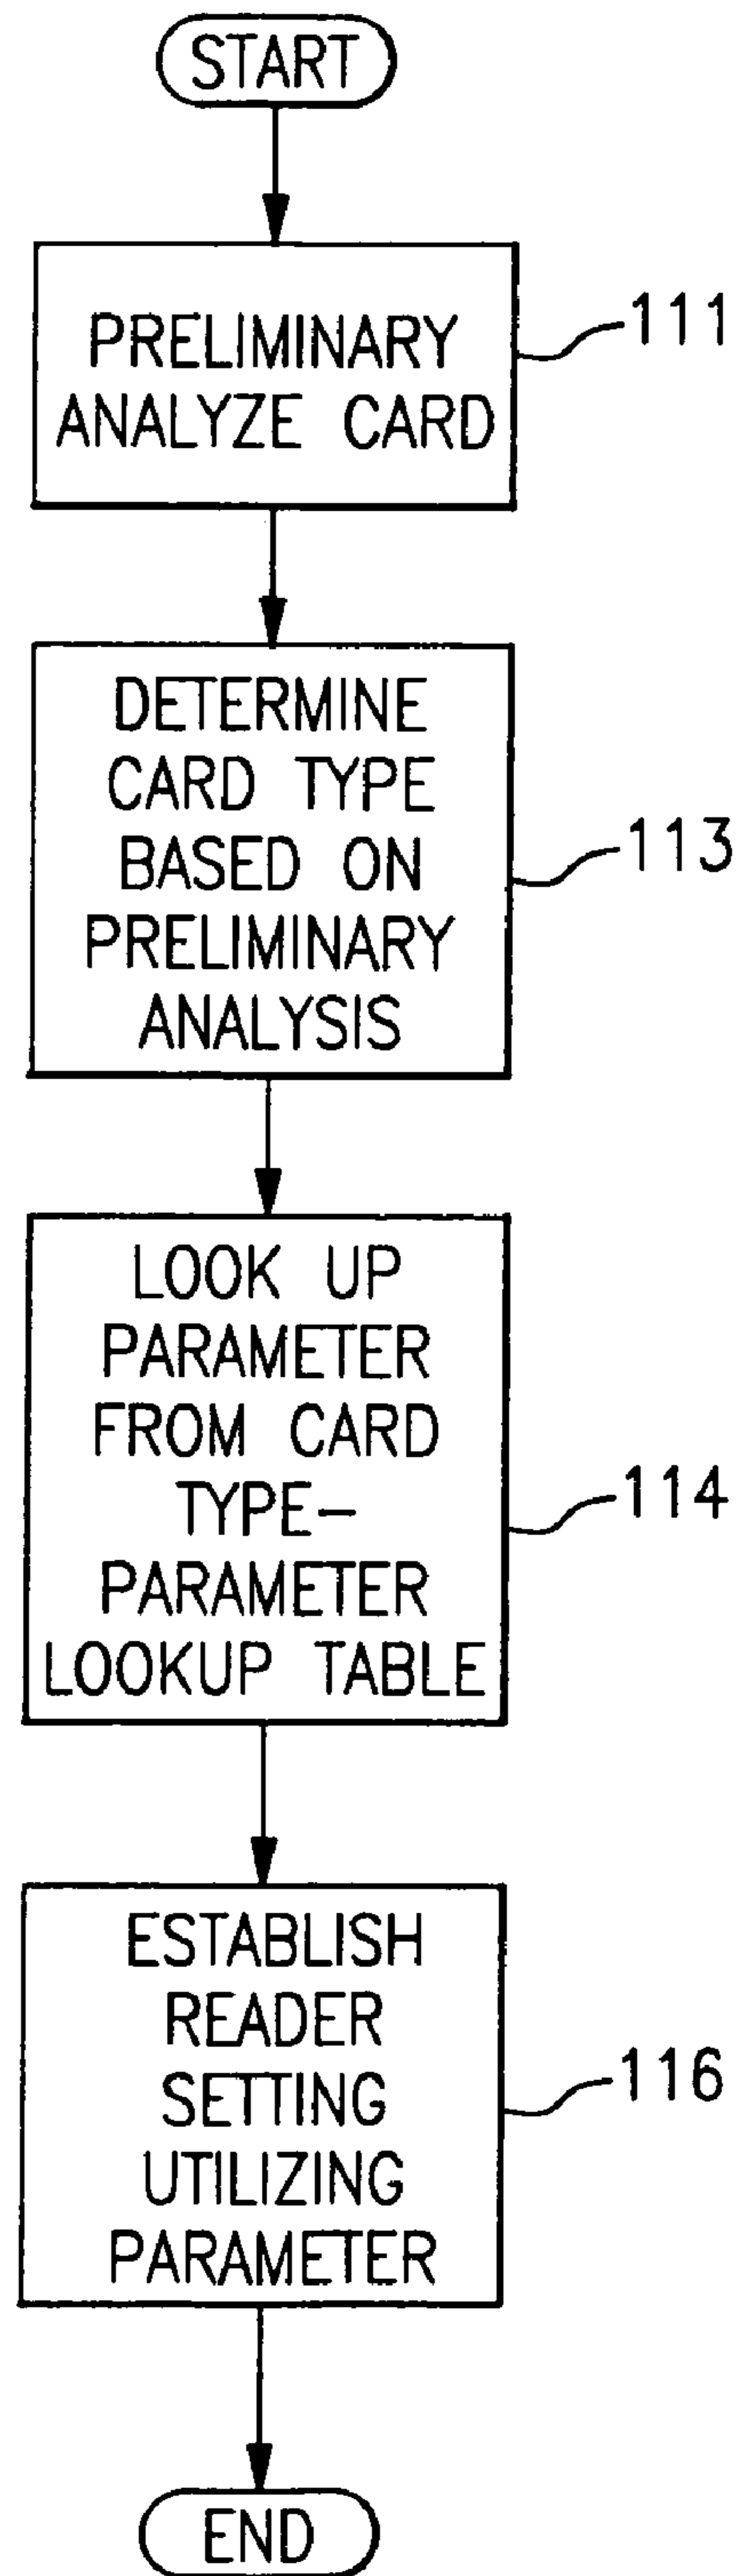 START
PRELIMINARY
ANALYZE CARD
111
DETERMINE
CARD TYPE
BASED ON
PRELIMINARY
ANALYSIS
113
LOOK UP
PARAMETER
FROM CARD
TYPE-
PARAMETER
LOOKUP TABLE
114
ESTABLISH
READER
SETTING
UTILIZING
PARAMETER
116
END